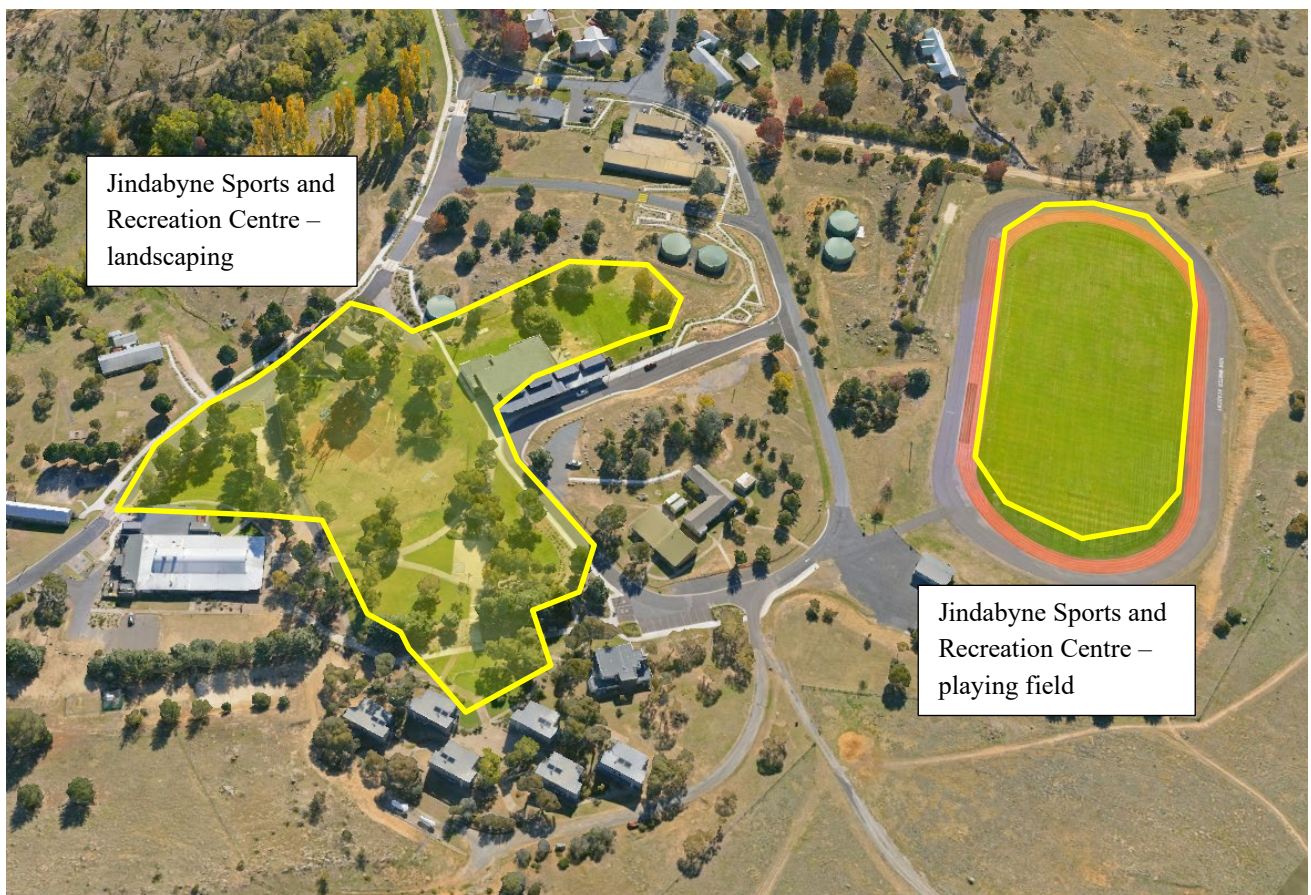 Jindabyne Sports and
Recreation Centre –
landscaping
Jindabyne Sports and
Recreation Centre –
playing field